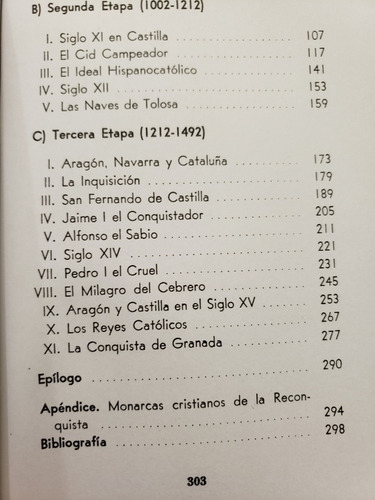 B) Segunda Etapa (1002-1212)
I. Siglo XI en Castilla 107
II. El Cid Campeador 117
III. El Ideal Hispanocatólico 141
IV. Siglo XII 153
V. Las Naves de Tolosa 159
C) Tercera Etapa (1212-1492)
I. Aragón, Navarra y Cataluña 173
II. La Inquisición 179
III. San Fernando de Castilla 189
IV. Jaime I el Conquistador 205
V. Alfonso el Sabio 211
VI. Siglo XIV 221
VII. Pedro I el Cruel 231
VIII. El Milagro del Cebrero 245
IX. Aragón y Castilla en el Siglo XV 253
X. Los Reyes Católicos 267
XI. La Conquista de Granada 277
Epílogo 290
Apéndice. Monarcas cristianos de la Recon-
quista 294
Bibliografía 298
303